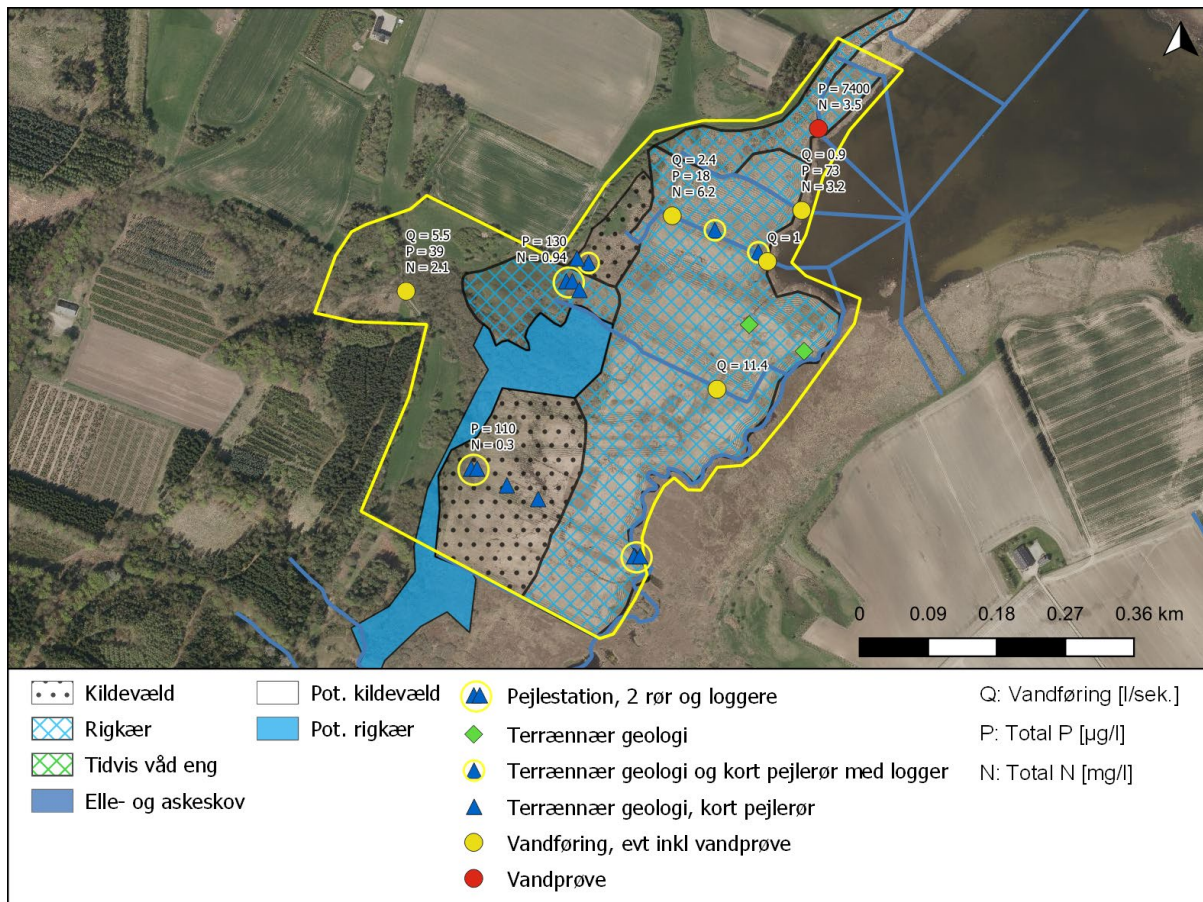 P = 7400
N = 3.5
Q = 2.4
P = 18
N = 6.2
Q = 0.9
P = 73
N = 3.2
Q = 5.5
P = 39
N = 2.1
P = 130
N = 0.94
Q = 1
Q = 11.4
P = 110
N = 0.3
0 0.09 0.18 0.27 0.36 km
Kildevæld
Rigkær
Tidvis våd eng
Elle- og askeskov
Pot. kildevæld
Pot. rigkær
Pejlestation, 2 rør og loggere
Terrænnær geologi
Terrænnær geologi og kort pejlerør med logger
Terrænnær geologi, kort pejlerør
Vandføring, evt inkl vandprøve
Vandprøve
Q: Vandføring [l/sek.]
P: Total P [µg/l]
N: Total N [mg/l]